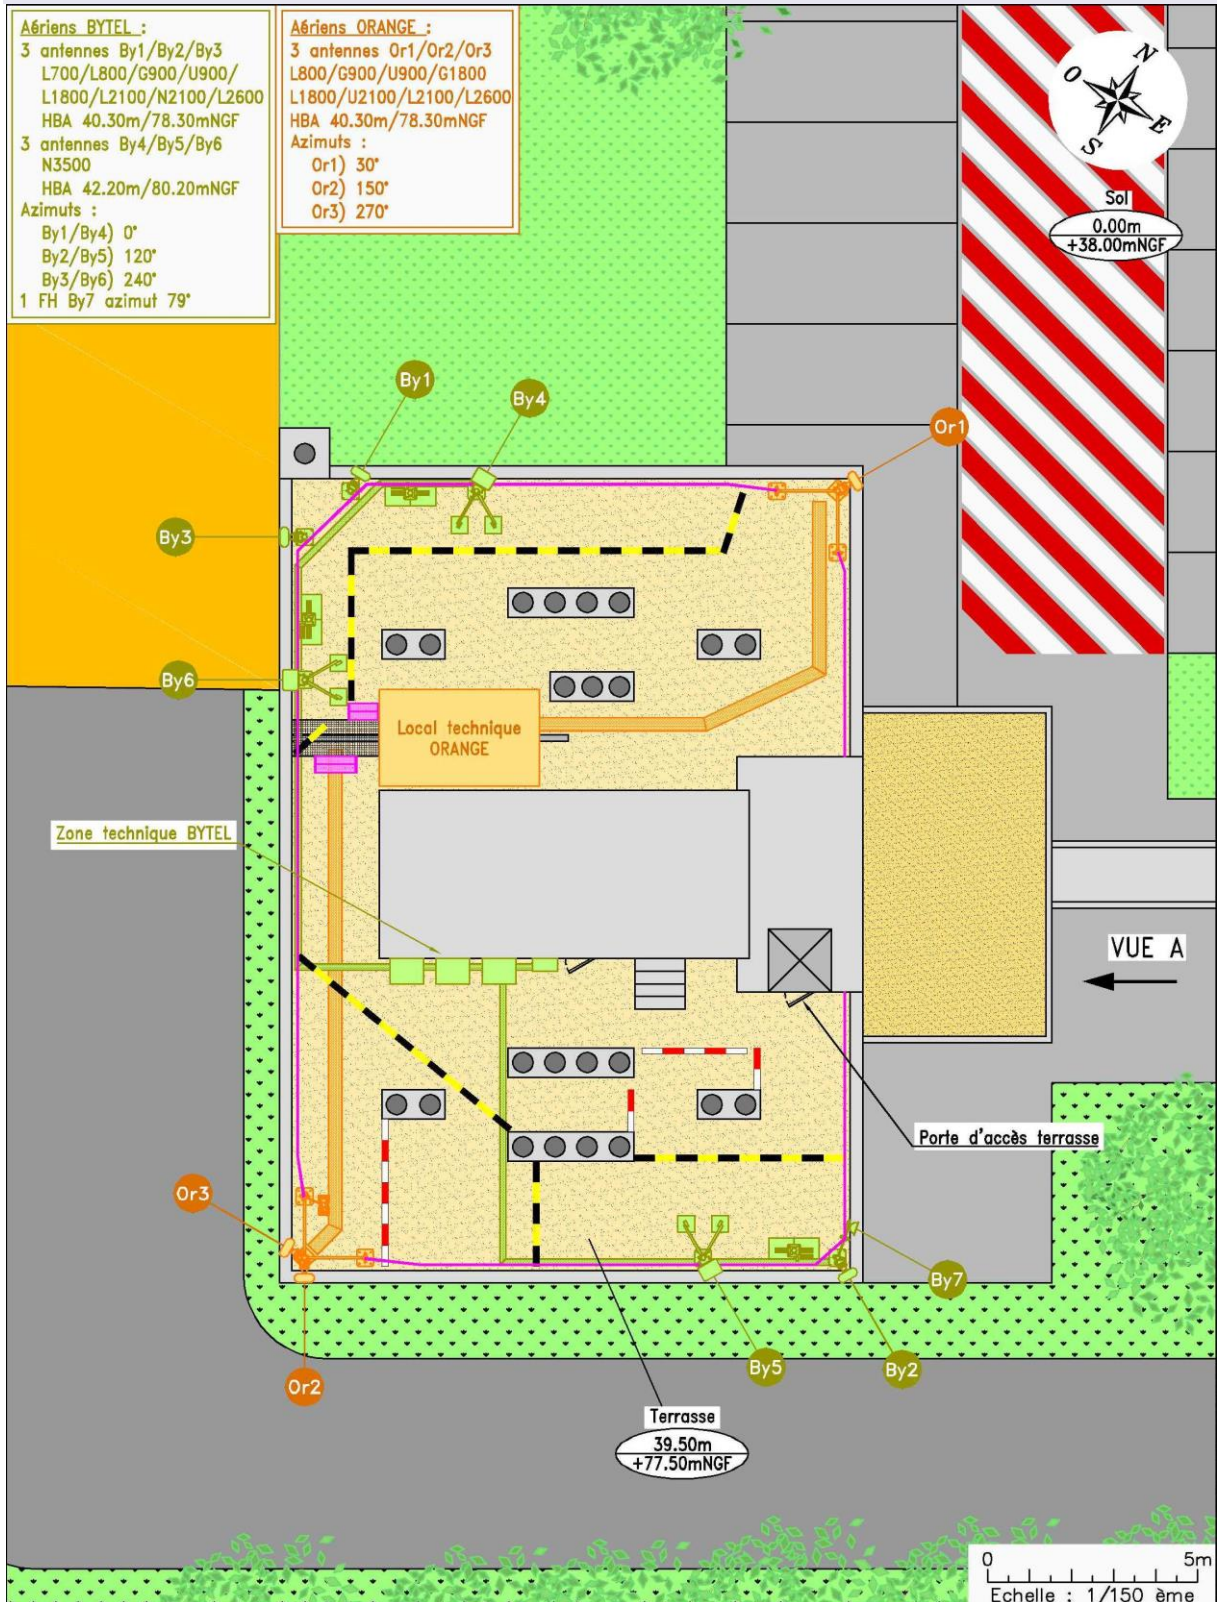 Aériens BYTEL :
3 antennes By1/By2/By3
L700/L800/G900/U900/
L1800/L2100/N2100/L2600
HBA 40.30m/78.30mNGF
3 antennes By4/By5/By6
N3500
HBA 42.20m/80.20mNGF
Azimuts :
By1/By4) 0°
By2/By5) 120°
By3/By6) 240°
1 FH By7 azimut 79°
Aériens ORANGE :
3 antennes Or1/Or2/Or3
L800/G900/U900/G1800
L1800/U2100/L2100/L2600
HBA 40.30m/78.30mNGF
Azimuts :
Or1) 30°
Or2) 150°
Or3) 270°
N
O
E
S
Sol
0.00m
+38.00mNGF
By1
By4
Or1
By3
By6
Local technique
ORANGE
Zone technique BYTEL
VUE A
Porte d'accès terrasse
Or3
By7
By5
By2
Or2
Terrasse
39.50m
+77.50mNGF
0 5m
Echelle : 1/150 ème